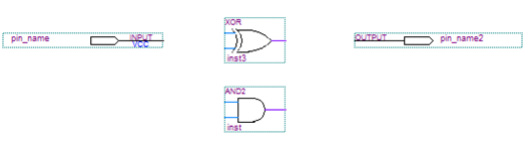 XOR
pin_name
INPUT
VCC
OUTPUT
pin_name2
inst3
AND2
inst